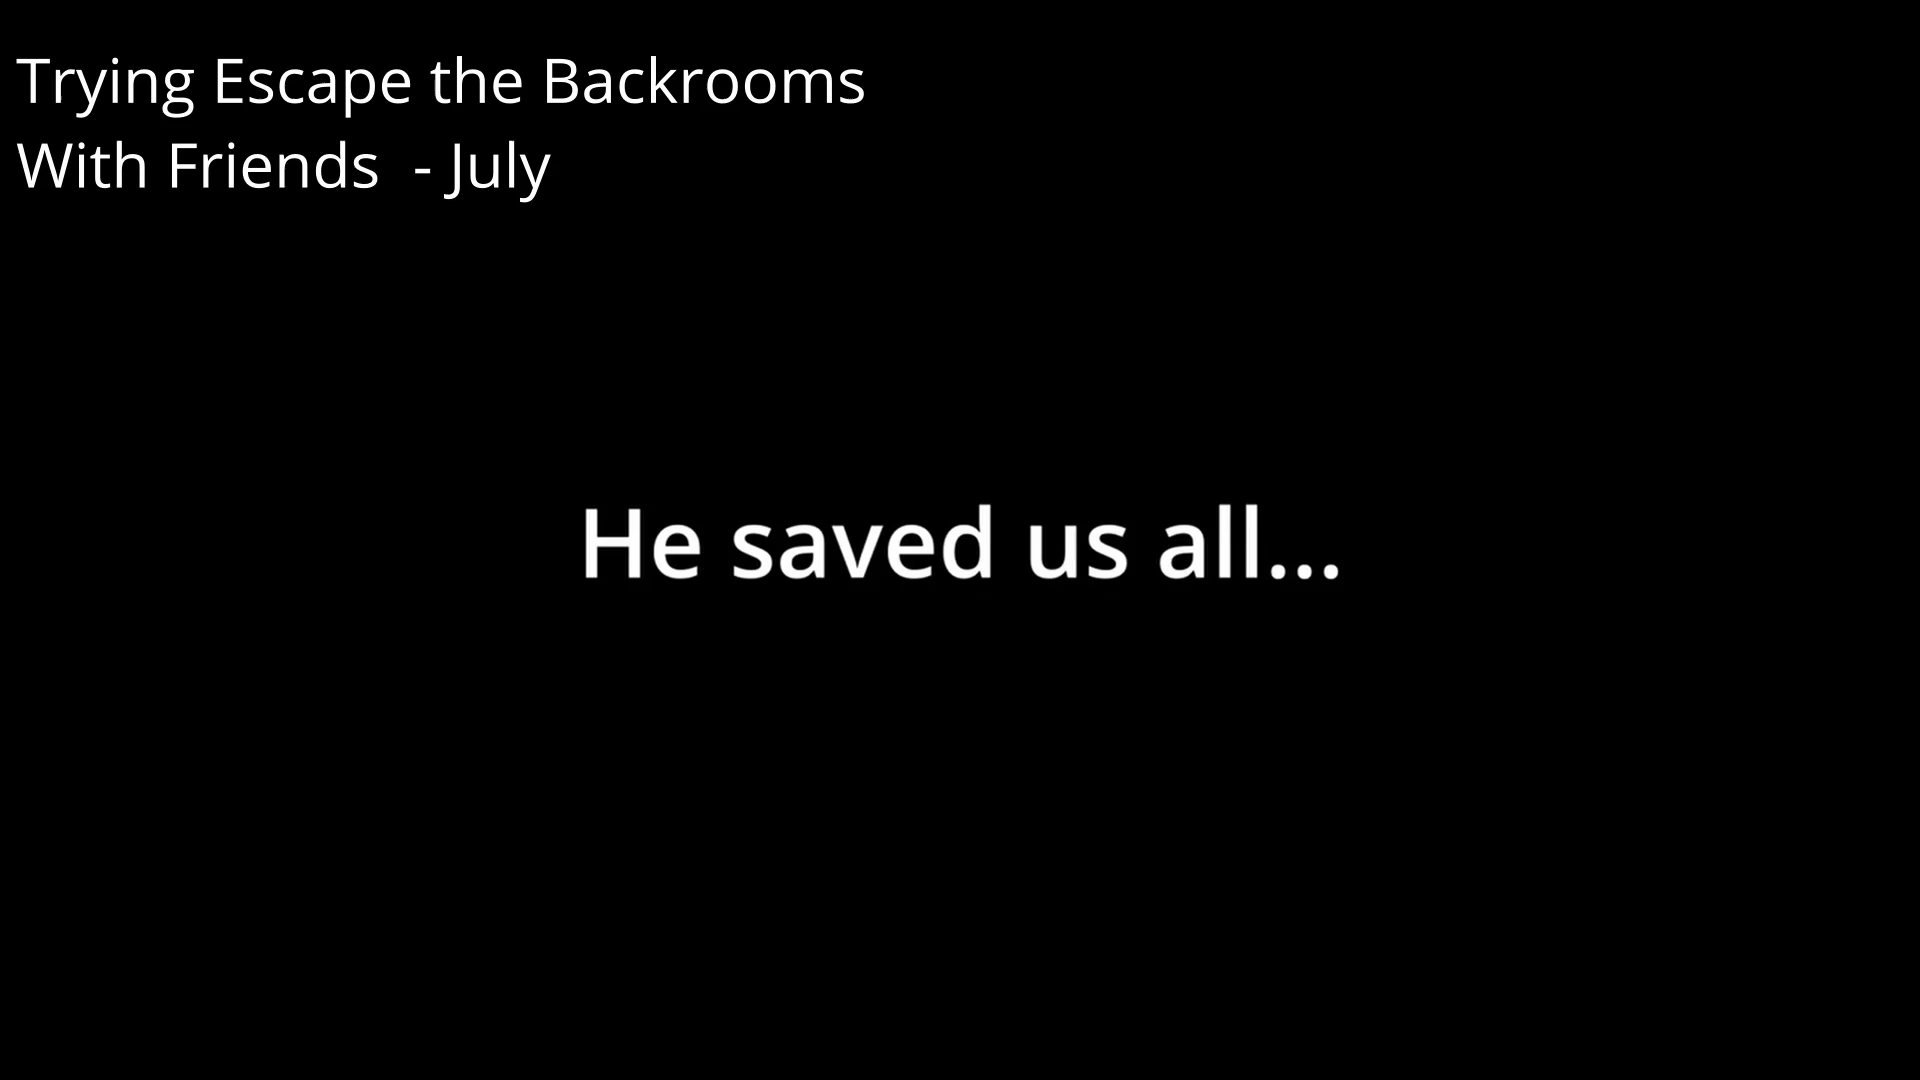 Trying Escape the Backrooms
With Friends  - July
He saved us all...